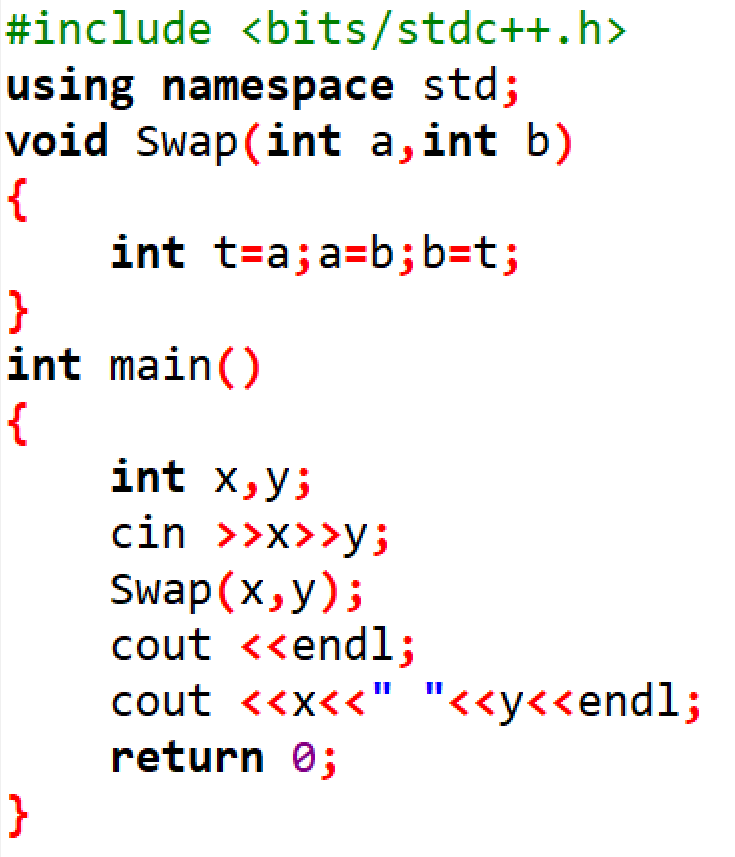 #include <bits/stdc++.h>
using namespace std;
void Swap(int a,int b)
{
    int t=a;a=b;b=t;
}
int main()
{
    int x,y;
    cin >>x>>y;
    Swap(x,y);
    cout <<endl;
    cout <<x<<" "<<y<<endl;
    return 0;
}